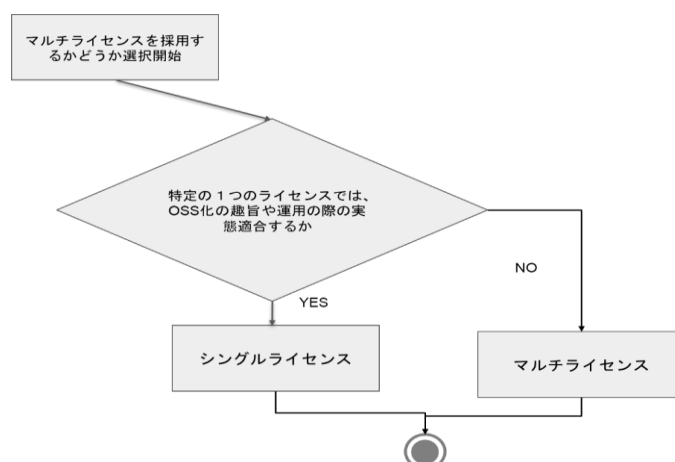 マルチライセンスを採用す
るかどうか選択開始
特定の１つのライセンスでは、
OSS化の趣旨や運用の際の実
態適合するか
NO
YES
シングルライセンス
マルチライセンス